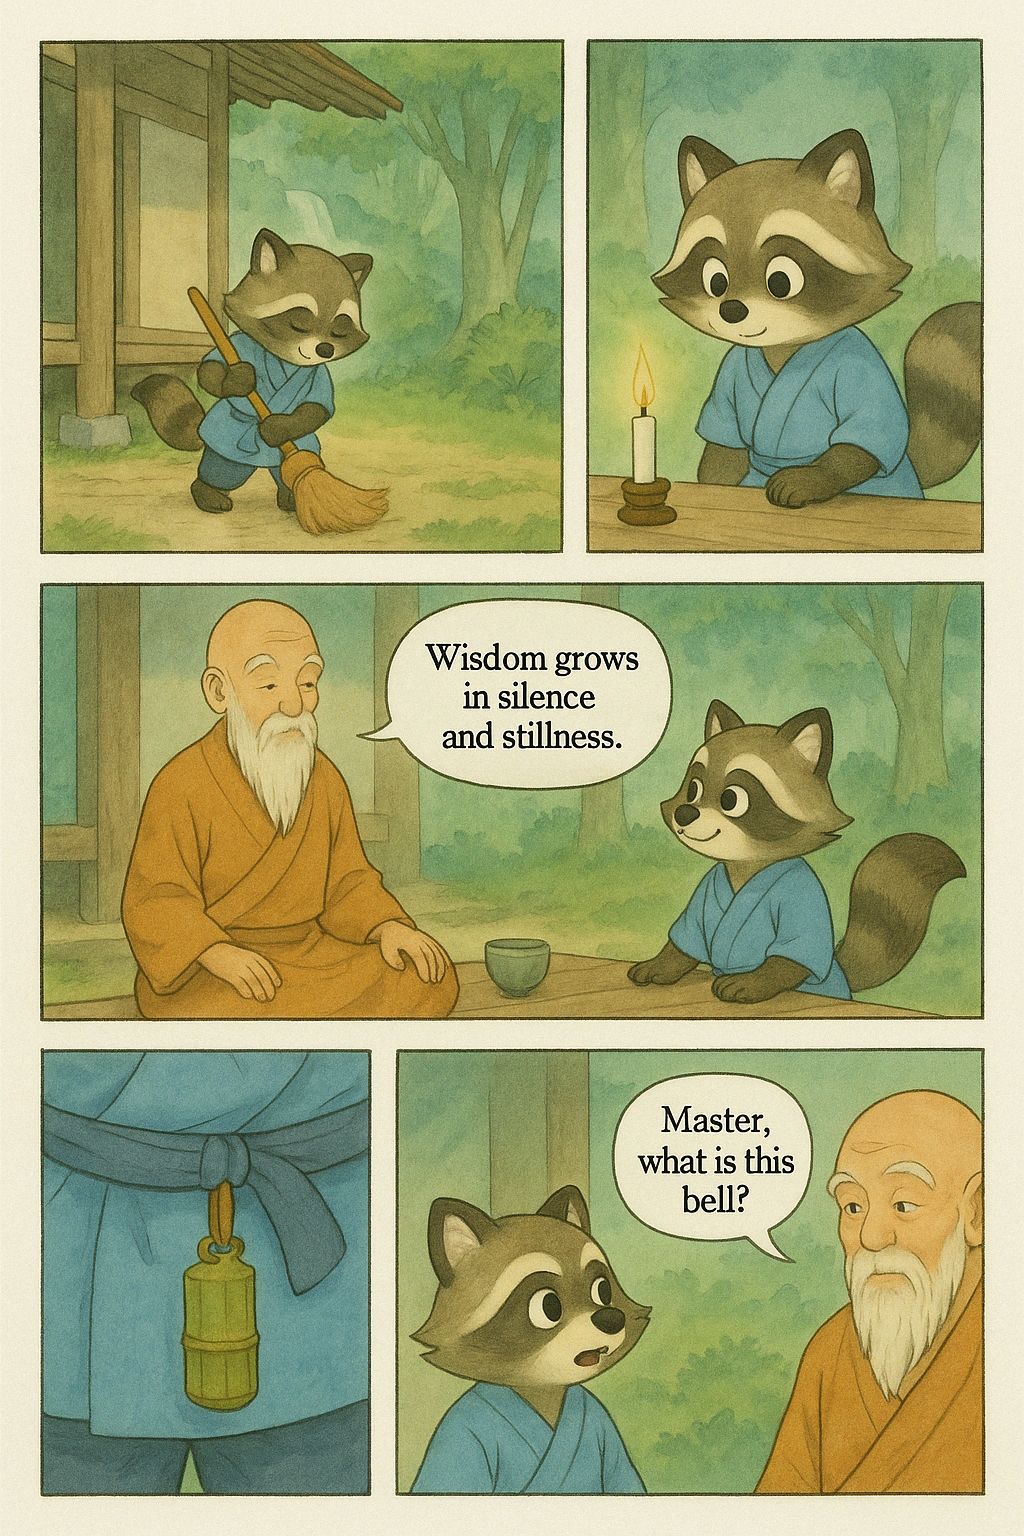 Wisdom grows
in silence
and stillness.
Master,
what is this
bell?